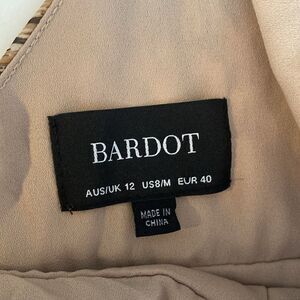 BARDOT
AUS/UK 12 US8/M EUR 40
MADE IN
CHINA